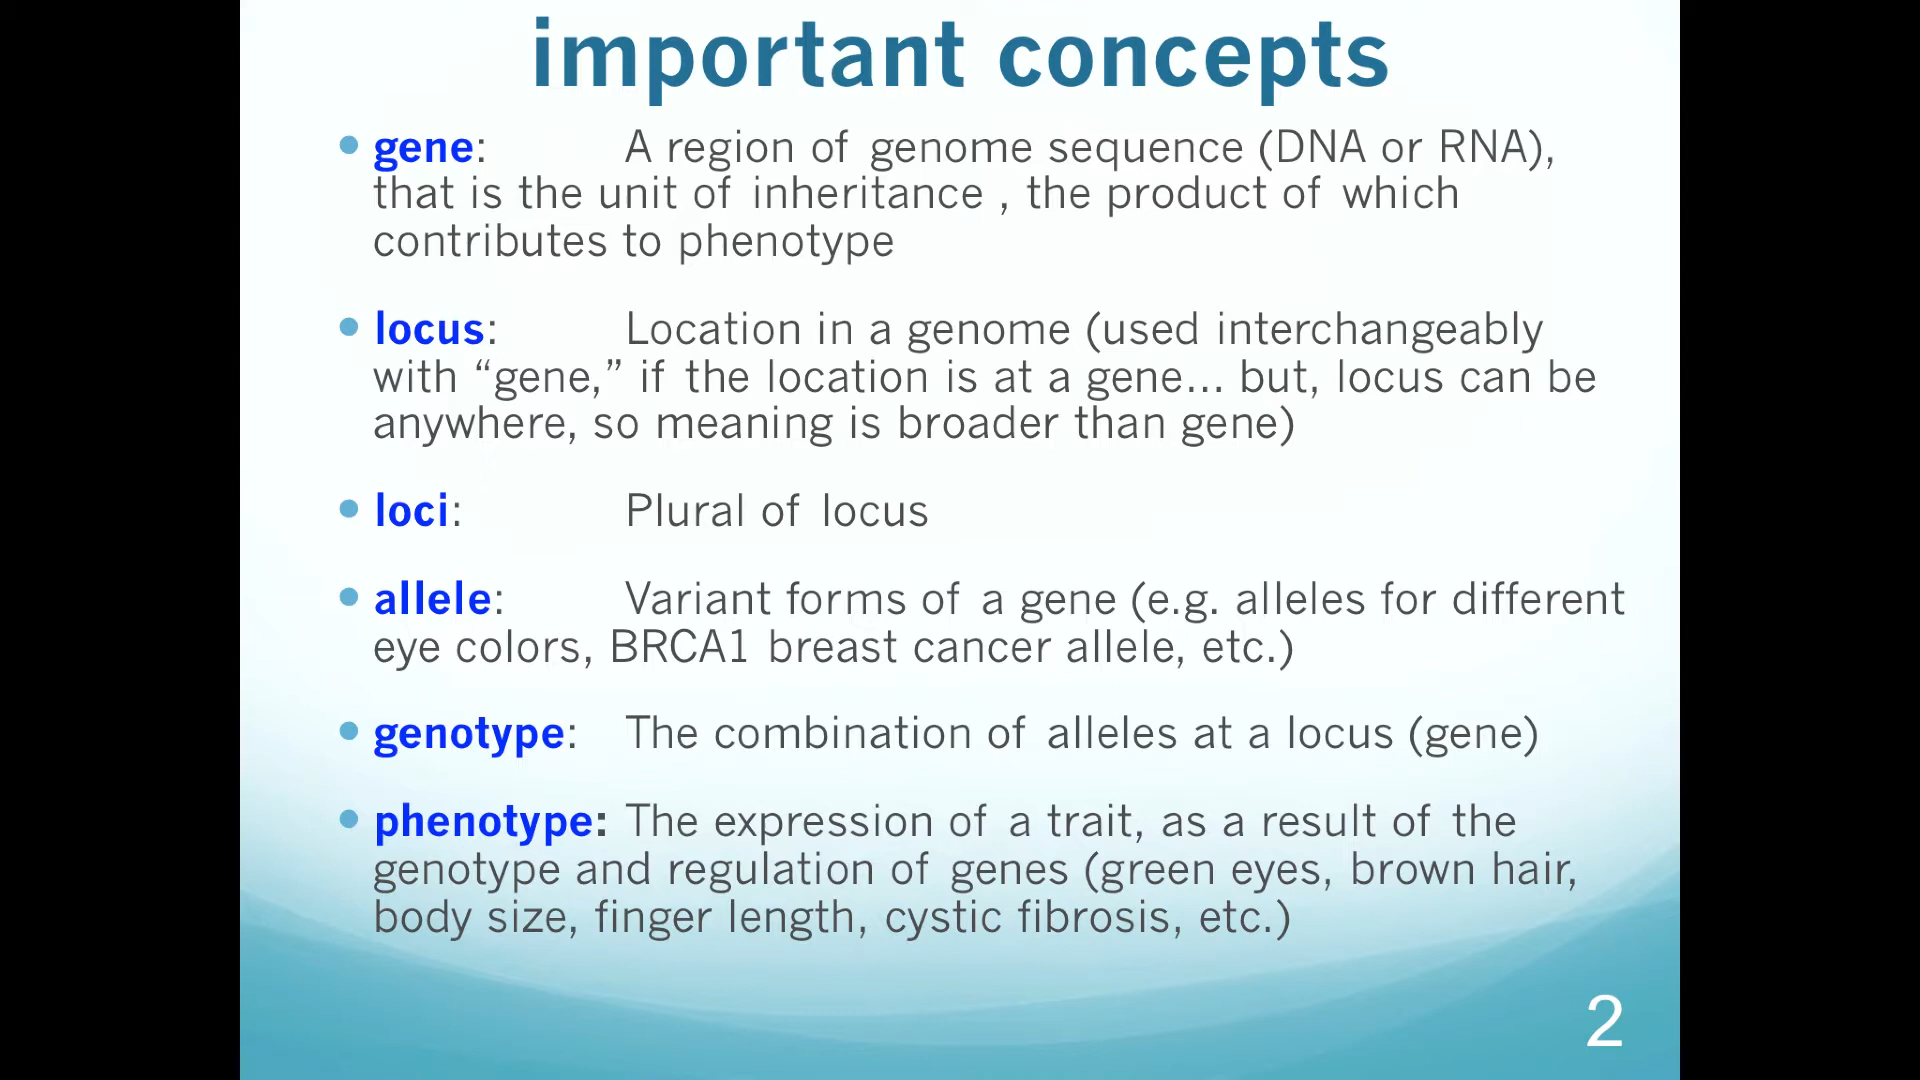 important concepts
• gene: A region of genome sequence (DNA or RNA),
that is the unit of inheritance , the product of which
contributes to phenotype
• locus: Location in a genome (used interchangeably
with “gene,” if the location is at a gene... but, locus can be
anywhere, so meaning is broader than gene)
• loci: Plural of locus
• allele: Variant forms of a gene (e.g. alleles for different
eye colors, BRCA1 breast cancer allele, etc.)
• genotype: The combination of alleles at a locus (gene)
• phenotype: The expression of a trait, as a result of the
genotype and regulation of genes (green eyes, brown hair,
body size, finger length, cystic fibrosis, etc.)
2